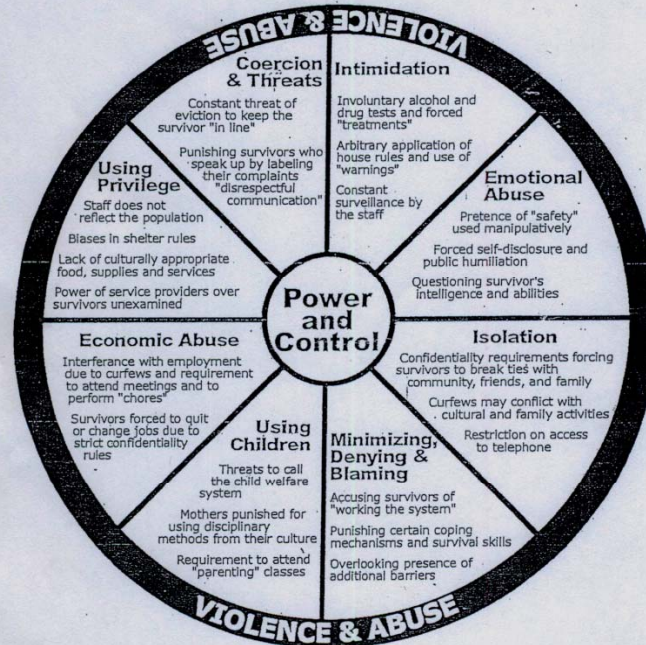 VIOLENCE & ABUSE
Coercion
& Threats
Constant threat of
eviction to keep the
survivor "in line"
Punishing survivors who
speak up by labeling
their complaints
"disrespectful
communication"
Intimidation
Involuntary alcohol and
drug tests and forced
"treatments"
Arbitrary application of
house rules and use of
"warnings"
Constant
surveillance by
the staff
Emotional
Abuse
Pretence of "safety"
used manipulatively
Forced self-disclosure and
public humiliation
Questioning survivor's
intelligence and abilities
Isolation
Confidentiality requirements forcing
survivors to break ties with
community, friends, and family
Curfews may conflict with
cultural and family activities
Restriction on access
to telephone
Minimizing,
Denying &
Blaming
Accusing survivors of
"working the system"
Punishing certain coping
mechanisms and survival skills
Overlooking presence of
additional barriers
Using
Children
Threats to call
the child welfare
system
Mothers punished for
using disciplinary
methods from their culture
Requirement to attend
"parenting" classes
Economic Abuse
Interferance with employment
due to curfews and requirement
to attend meetings and to
perform "chores"
Survivors forced to quit
or change jobs due to
strict confidentiality
rules
Using
Privilege
Staff does not
reflect the population
Biases in shelter rules
Lack of culturally appropriate
food, supplies and services
Power of service providers over
survivors unexamined
Power
and
Control
VIOLENCE & ABUSE